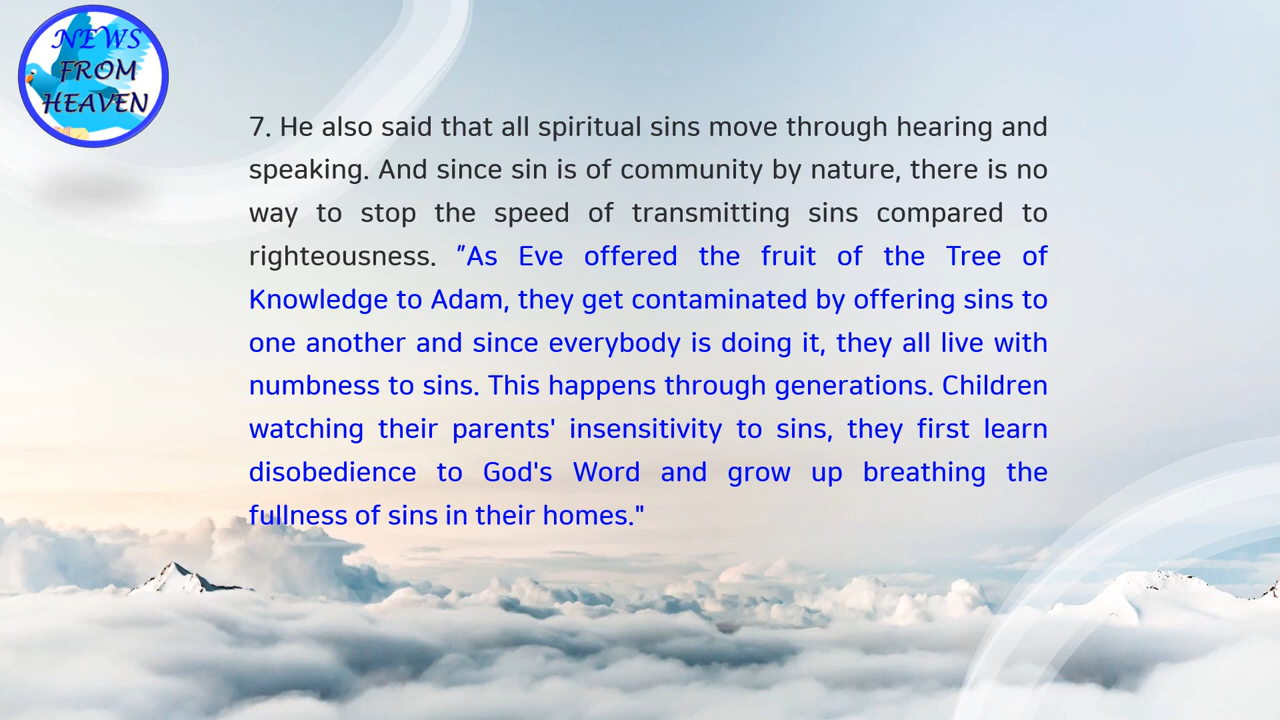 NEWS
FROM
HEAVEN
7. He also said that all spiritual sins move through hearing and
speaking. And since sin is of community by nature, there is no
way to stop the speed of transmitting sins compared to
righteousness. "As Eve offered the fruit of the Tree of
Knowledge to Adam, they get contaminated by offering sins to
one another and since everybody is doing it, they all live with
numbness to sins. This happens through generations. Children
watching their parents' insensitivity to sins, they first learn
disobedience to God's Word and grow up breathing the
fullness of sins in their homes."